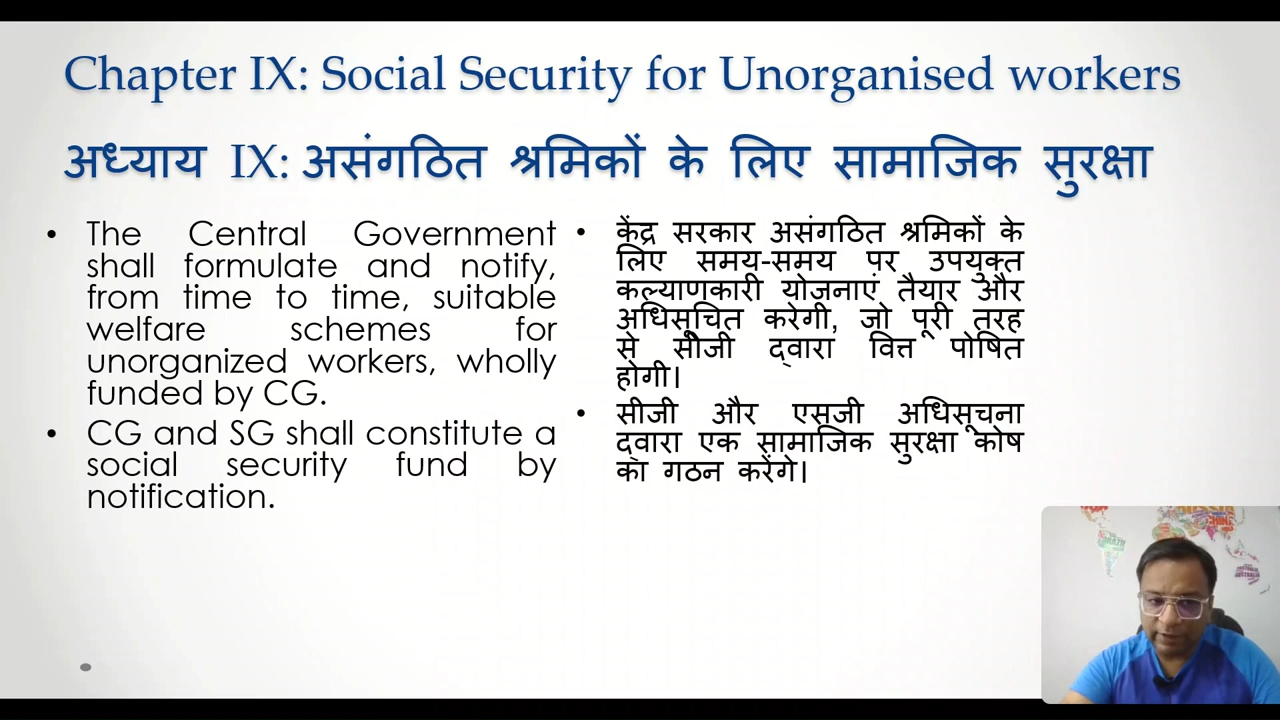 Chapter IX: Social Security for Unorganised workers
अध्याय IX: असंगठित श्रमिकों के लिए सामाजिक सुरक्षा
• The Central Government
shall formulate and notify,
from time to time, suitable
welfare schemes for
unorganized workers, wholly
funded by CG.
• CG and SG shall constitute a
social security fund by
notification.
• केंद्र सरकार असंगठित श्रमिकों के
लिए समय-समय पर उपयुक्त
कल्याणकारी योजनाएं तैयार और
अधिसूचित करेगी, जो पूरी तरह
से सीजी द्वारा वित्त पोषित
होगी।
• सीजी और एसजी अधिसूचना
द्वारा एक सामाजिक सुरक्षा कोष
का गठन करेंगे।